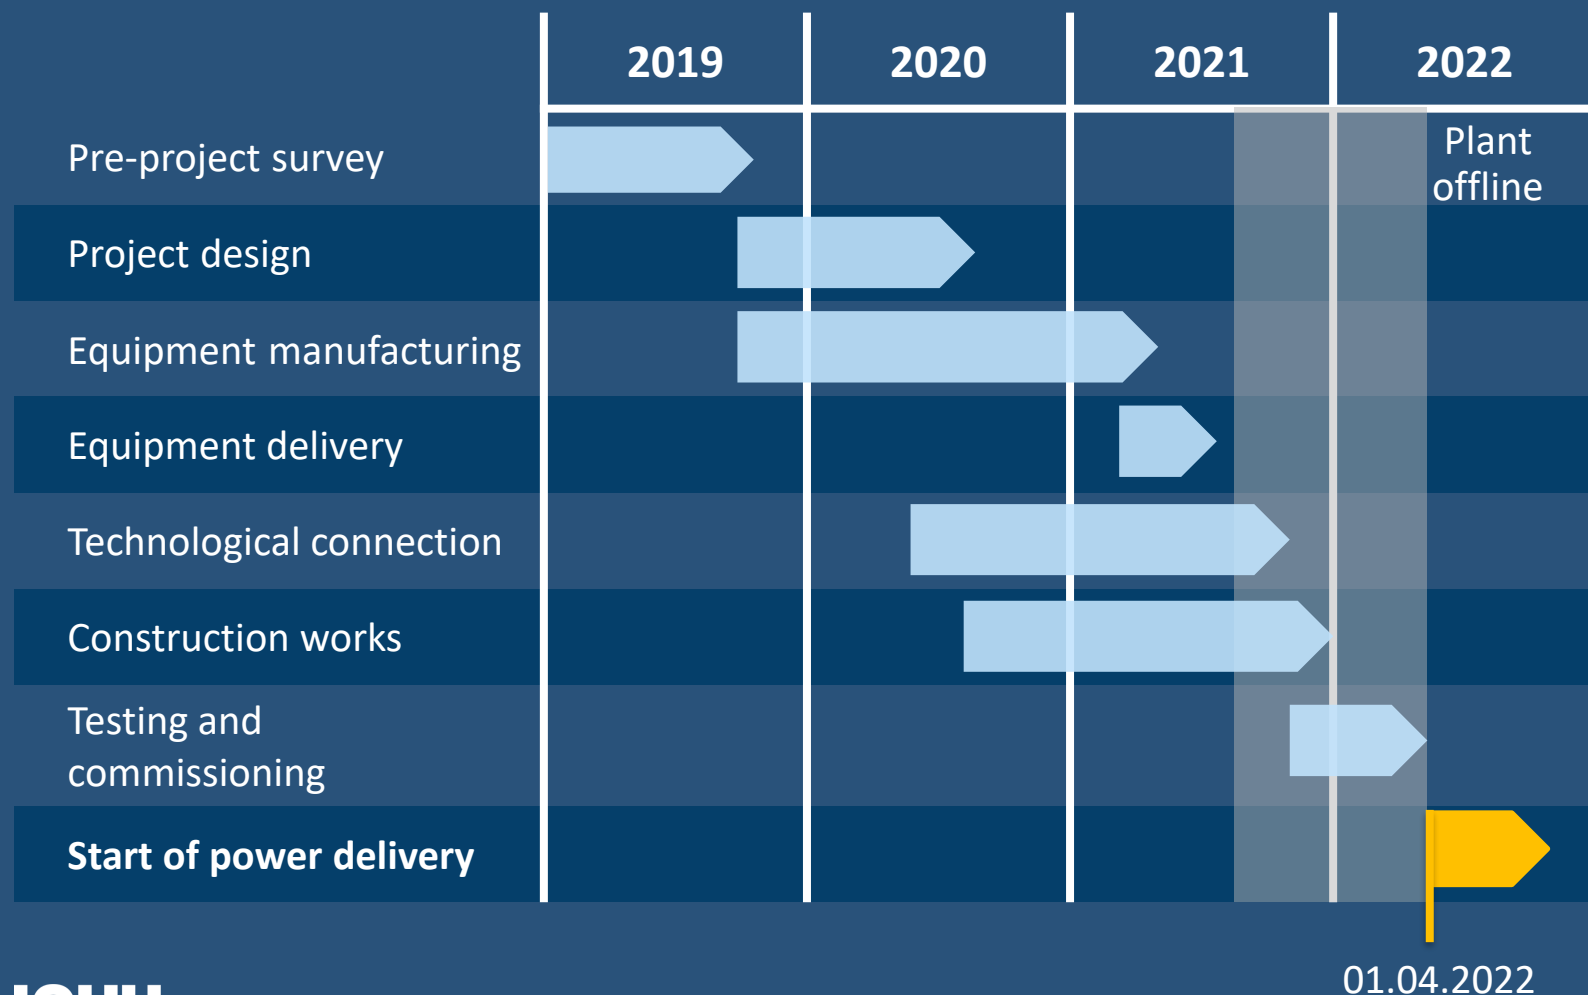 2019 2020 2021 2022
Plant
offline
Pre-project survey
Project design
Equipment manufacturing
Equipment delivery
Technological connection
Construction works
Testing and
commissioning
Start of power delivery
01.04.2022